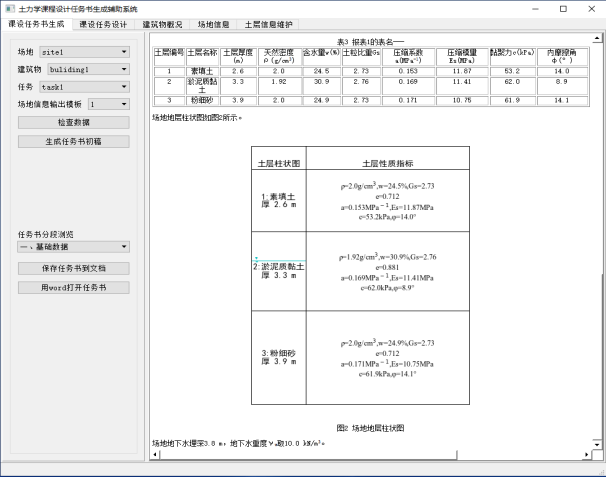 土力学课程设计任务书生成辅助系统
课设任务书生成 课设任务设计 建筑物概况 场地信息 土层信息维护
场地 site1
建筑物 buliding1
任务 task1
场地信息输出模板 1
检查数据
生成任务书初稿
任务书分段浏览
一、基础数据
保存任务书到文档
用word打开任务书
表3 报表1的表名——
土层编号 土层名称 土层厚度(m) 天然密度ρ(g/cm³) 含水量w(%) 土粒比重Gs 压缩系数a(MPa⁻¹) 压缩模量Es(MPa) 黏聚力c(kPa) 内摩擦角φ(°)
1 素填土 2.6 2.0 24.5 2.73 0.153 11.87 53.2 14.0
2 淤泥质黏土 3.3 1.92 30.9 2.76 0.169 11.41 62.0 8.9
3 粉细砂 3.9 2.0 24.9 2.73 0.171 10.75 61.9 14.1
场地地层柱状图如图2所示。
土层柱状图 土层性质指标
1:素填土
厚 2.6 m
ρ=2.0g/cm³,w=24.5%,Gs=2.73
e=0.712
a=0.153MPa⁻¹,Es=11.87MPa
c=53.2kPa,φ=14.0°
2:淤泥质黏土
厚 3.3 m
ρ=1.92g/cm³,w=30.9%,Gs=2.76
e=0.881
a=0.169MPa⁻¹,Es=11.41MPa
c=62.0kPa,φ=8.9°
3:粉细砂
厚 3.9 m
ρ=2.0g/cm³,w=24.9%,Gs=2.73
e=0.712
a=0.171MPa⁻¹,Es=10.75MPa
c=61.9kPa,φ=14.1°
图2 场地地层柱状图
场地地下水埋深3.8 m，地下水重度γw取10.0 kN/m³。